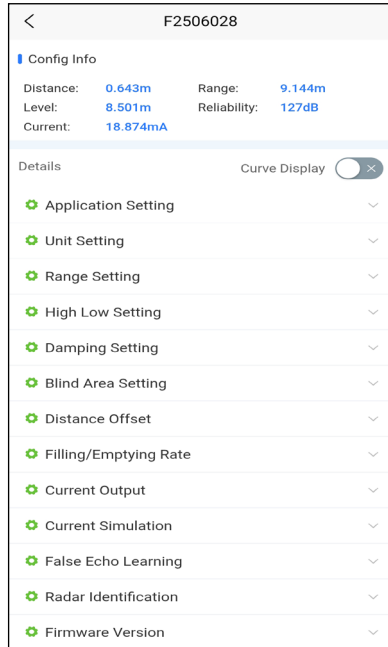 F2506028
Config Info
Distance: 0.643m Range: 9.144m
Level: 8.501m Reliability: 127dB
Current: 18.874mA
Details Curve Display
Application Setting
Unit Setting
Range Setting
High Low Setting
Damping Setting
Blind Area Setting
Distance Offset
Filling/Emptying Rate
Current Output
Current Simulation
False Echo Learning
Radar Identification
Firmware Version